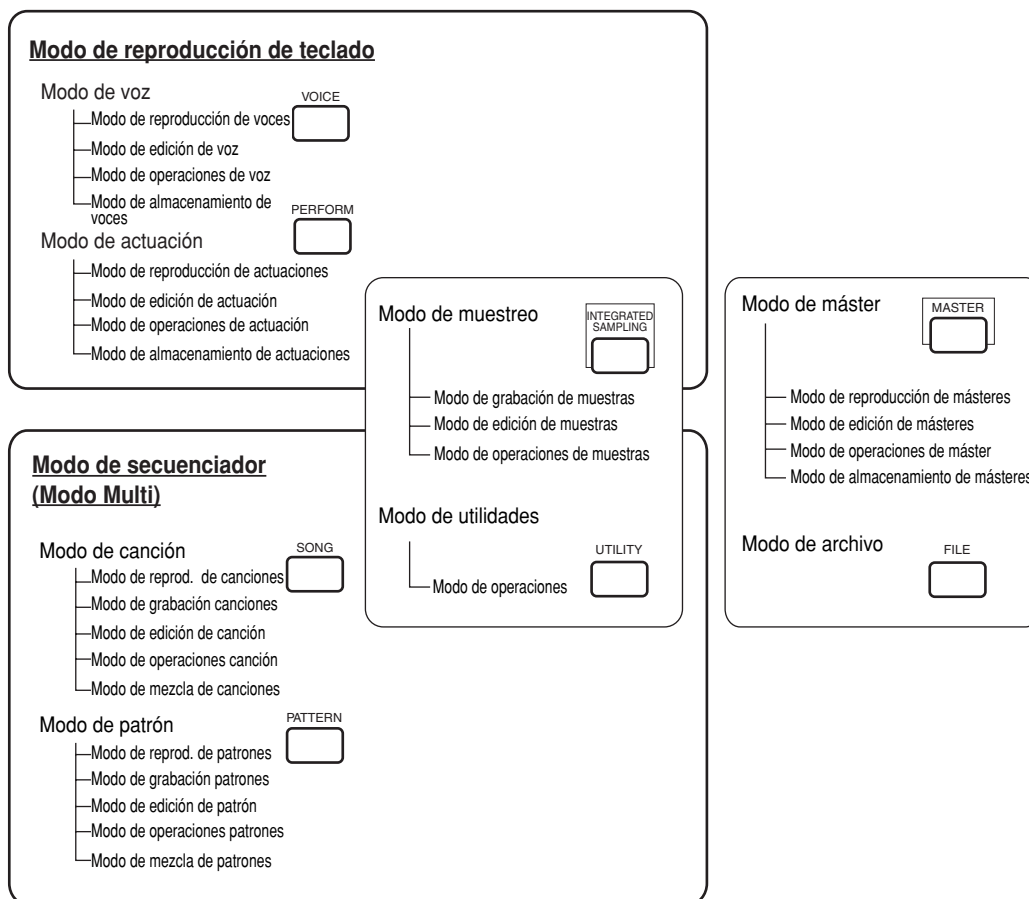 Modo de reproducción de teclado
Modo de voz
VOICE
Modo de reproducción de voces
Modo de edición de voz
Modo de operaciones de voz
Modo de almacenamiento de
voces
PERFORM
Modo de actuación
Modo de reproducción de actuaciones
Modo de edición de actuación
Modo de operaciones de actuación
Modo de almacenamiento de actuaciones
Modo de muestreo
INTEGRATED
SAMPLING
Modo de grabación de muestras
Modo de edición de muestras
Modo de operaciones de muestras
Modo de utilidades
UTILITY
Modo de operaciones
Modo de máster
MASTER
Modo de reproducción de másteres
Modo de edición de másteres
Modo de operaciones de máster
Modo de almacenamiento de másteres
Modo de archivo
FILE
Modo de secuenciador
(Modo Multi)
Modo de canción
SONG
Modo de reprod. de canciones
Modo de grabación canciones
Modo de edición de canción
Modo de operaciones canción
Modo de mezcla de canciones
Modo de patrón
PATTERN
Modo de reprod. de patrones
Modo de grabación patrones
Modo de edición de patrón
Modo de operaciones patrones
Modo de mezcla de patrones